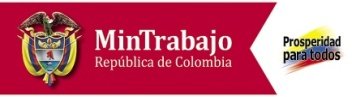 MinTrabajo
República de Colombia
Prosperidad
para todos